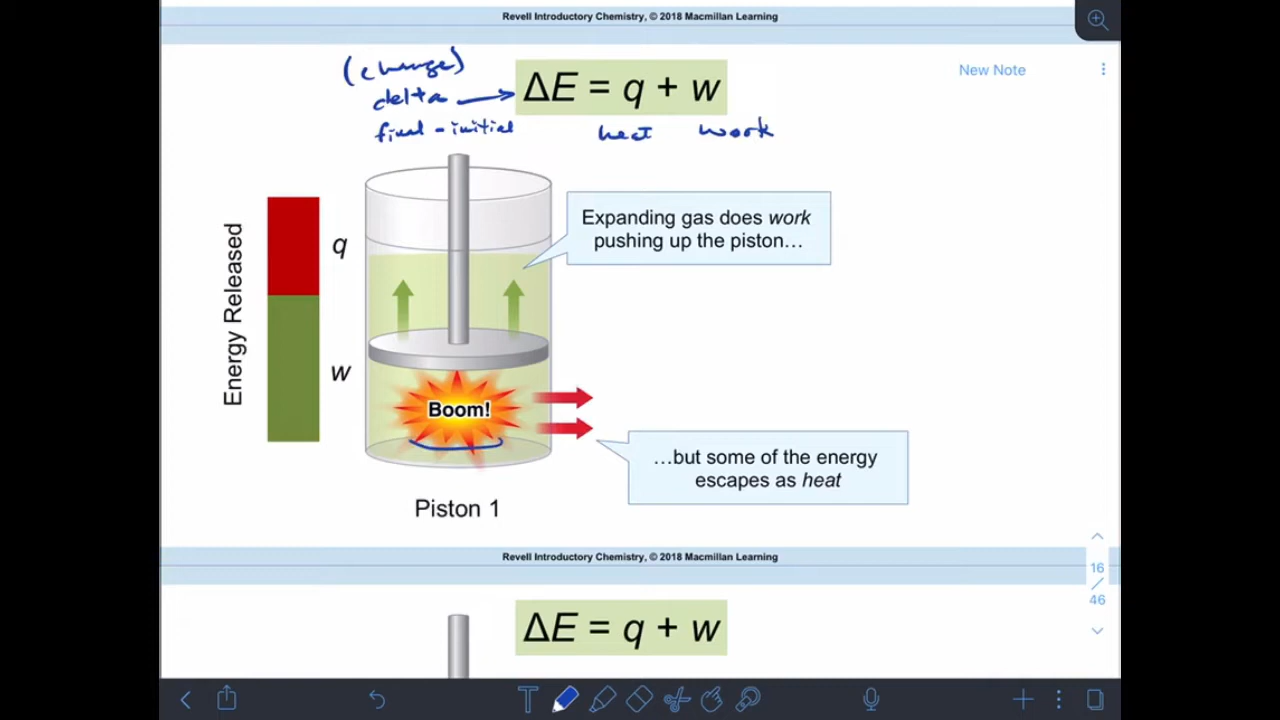 Revell Introductory Chemistry, © 2018 Macmillan Learning
New Note
(change)
delta
ΔE = q + w
final - initial
heat work
Expanding gas does work
pushing up the piston…
Energy Released
q
w
Boom!
…but some of the energy
escapes as heat
Piston 1
Revell Introductory Chemistry, © 2018 Macmillan Learning
16
/
46
ΔE = q + w
T